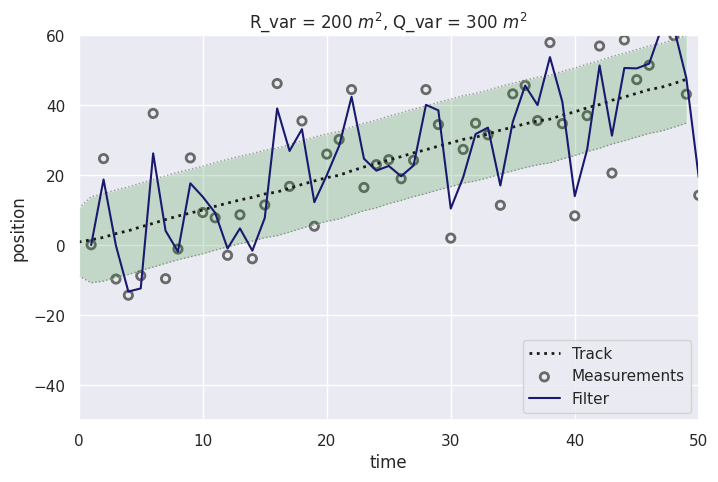 R_var = 200 m², Q_var = 300 m²
60
40
20
0
−20
−40
position
0 10 20 30 40 50
time
Track
Measurements
Filter